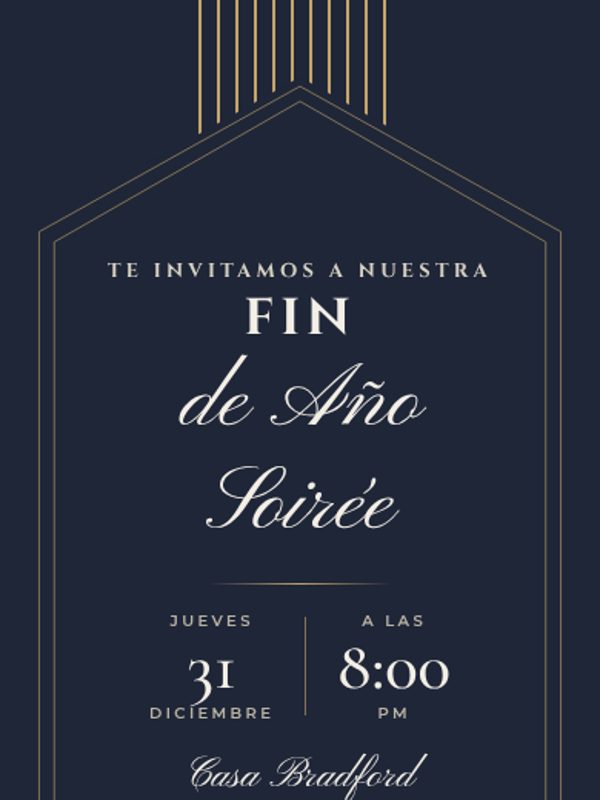 TE INVITAMOS A NUESTRA
FIN
de Año
Soirée
JUEVES
31
DICIEMBRE
A LAS
8:00
PM
Casa Bradford